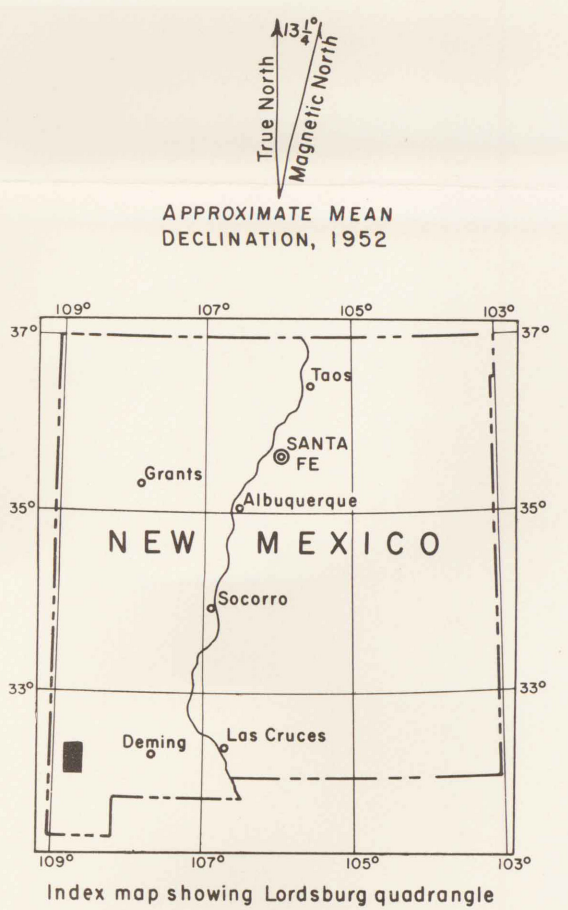 13 1/4°
True North
Magnetic North
APPROXIMATE MEAN
DECLINATION, 1952
109° 107° 105° 103°
37° 37°
Taos
SANTA
FE
Grants
Albuquerque
35° 35°
NEW MEXICO
Socorro
33° 33°
Deming
Las Cruces
109° 107° 105° 103°
Index map showing Lordsburg quadrangle